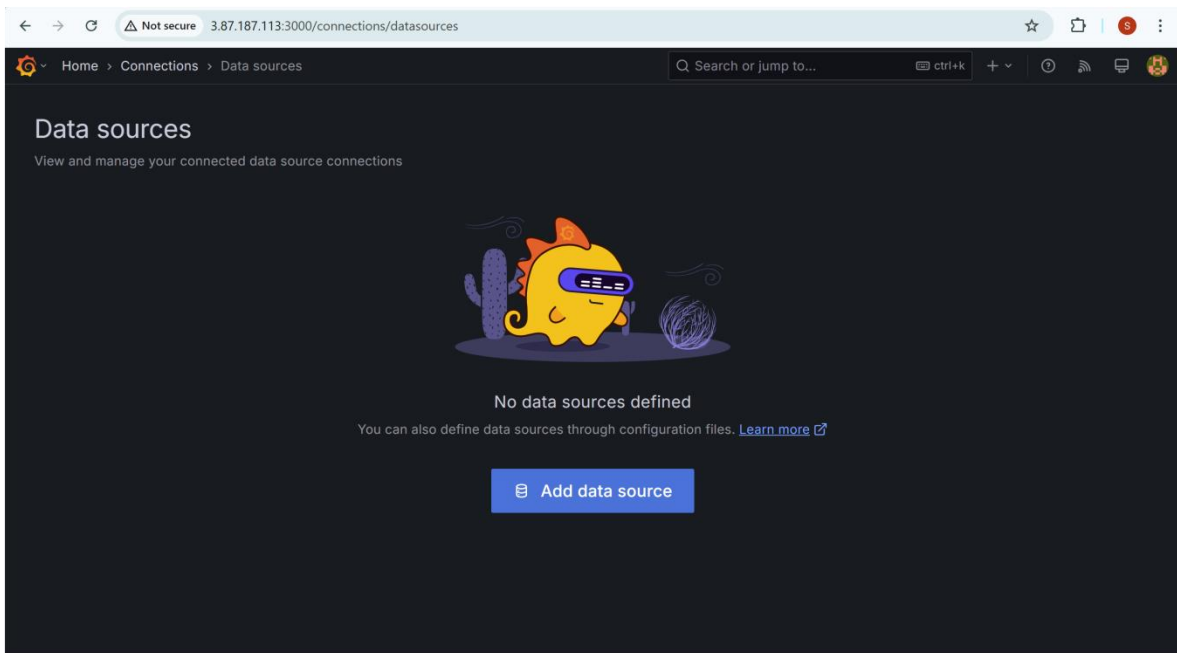 Not secure 3.87.187.113:3000/connections/datasources S
Home > Connections > Data sources Search or jump to... ctrl+k
Data sources
View and manage your connected data source connections
No data sources defined
You can also define data sources through configuration files. Learn more
Add data source